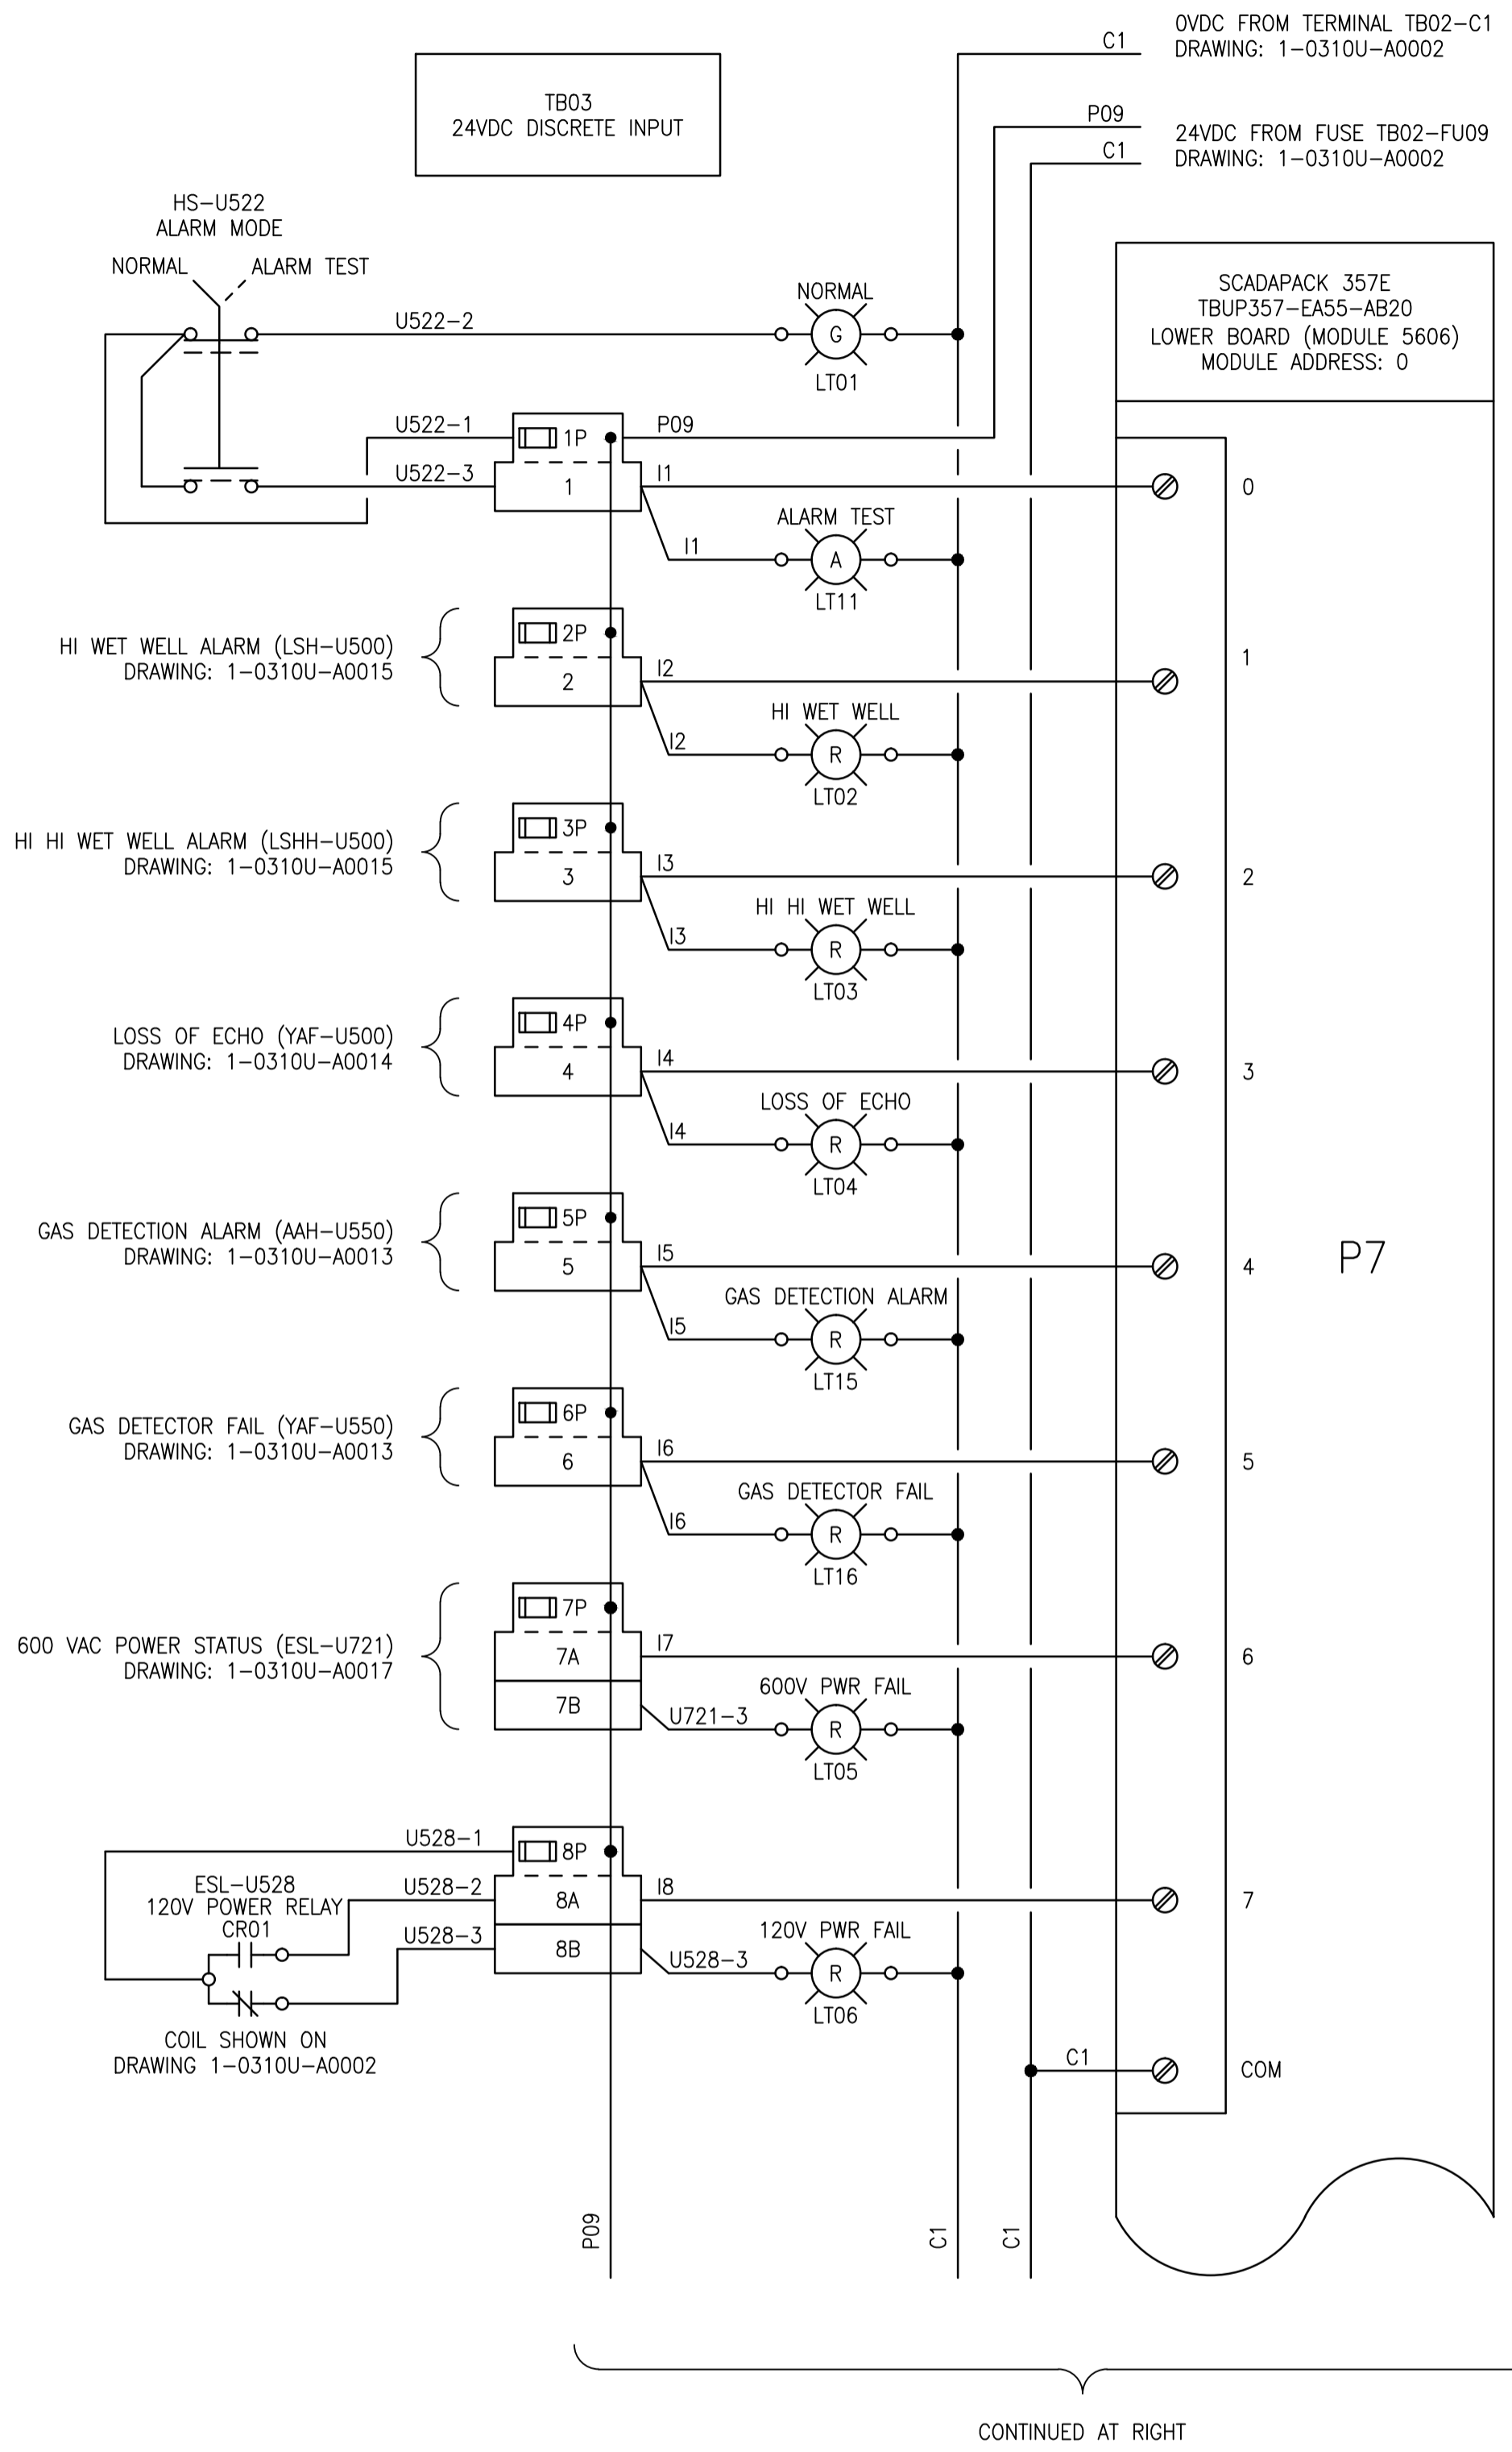 C1
0VDC FROM TERMINAL TB02-C1
DRAWING: 1-0310U-A0002
TB03
24VDC DISCRETE INPUT
P09
C1
24VDC FROM FUSE TB02-FU09
DRAWING: 1-0310U-A0002
HS-U522
ALARM MODE
NORMAL
ALARM TEST
SCADAPACK 357E
TBUP357-EA55-AB20
LOWER BOARD (MODULE 5606)
MODULE ADDRESS: 0
U522-2
NORMAL
G
LT01
U522-1
1P
P09
U522-3
1
I1
0
ALARM TEST
I1
A
LT11
HI WET WELL ALARM (LSH-U500)
DRAWING: 1-0310U-A0015
2P
2
I2
1
HI WET WELL
I2
R
LT02
HI HI WET WELL ALARM (LSHH-U500)
DRAWING: 1-0310U-A0015
3P
3
I3
2
HI HI WET WELL
I3
R
LT03
LOSS OF ECHO (YAF-U500)
DRAWING: 1-0310U-A0014
4P
4
I4
3
LOSS OF ECHO
I4
R
LT04
GAS DETECTION ALARM (AAH-U550)
DRAWING: 1-0310U-A0013
5P
5
I5
4
P7
GAS DETECTION ALARM
I5
R
LT15
GAS DETECTOR FAIL (YAF-U550)
DRAWING: 1-0310U-A0013
6P
6
I6
5
GAS DETECTOR FAIL
I6
R
LT16
600 VAC POWER STATUS (ESL-U721)
DRAWING: 1-0310U-A0017
7P
7A
I7
6
7B
600V PWR FAIL
U721-3
R
LT05
U528-1
8P
ESL-U528
120V POWER RELAY
CR01
U528-2
8A
I8
7
U528-3
8B
120V PWR FAIL
U528-3
R
LT06
COIL SHOWN ON
DRAWING 1-0310U-A0002
C1
COM
P09
C1
C1
CONTINUED AT RIGHT